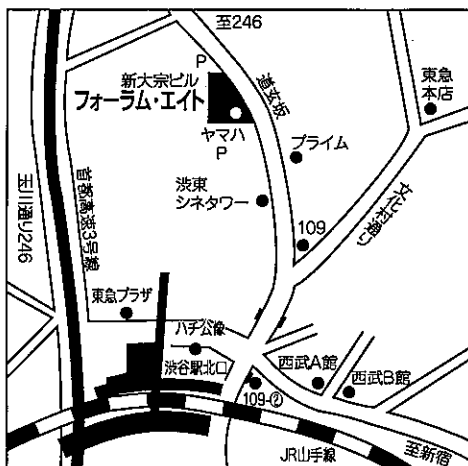 至246
P
新大宗ビル
フォーラム・エイト
ヤマハ
P
道玄坂
東急
本店
プライム
渋東
シネタワー
109
文化村通り
玉川通り246
首都高速3号線
東急プラザ
ハチ公像
渋谷駅北口
西武A館
西武B館
109-②
JR山手線
至新宿